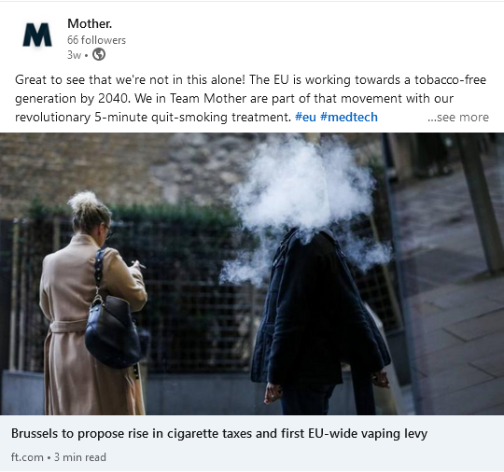 M
Mother.
66 followers
3w •
Great to see that we're not in this alone! The EU is working towards a tobacco-free
generation by 2040. We in Team Mother are part of that movement with our
revolutionary 5-minute quit-smoking treatment. #eu #medtech ...see more
Brussels to propose rise in cigarette taxes and first EU-wide vaping levy
ft.com • 3 min read